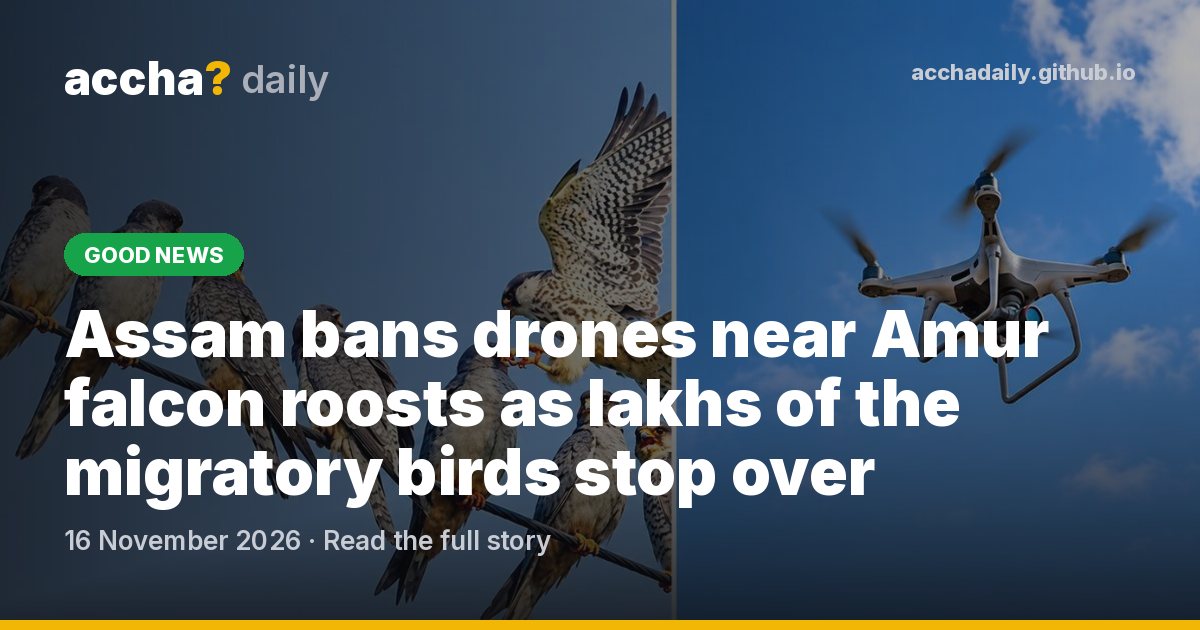 accha? daily
acchadaily.github.io
GOOD NEWS
Assam bans drones near Amur
falcon roosts as lakhs of the
migratory birds stop over
16 November 2026 · Read the full story